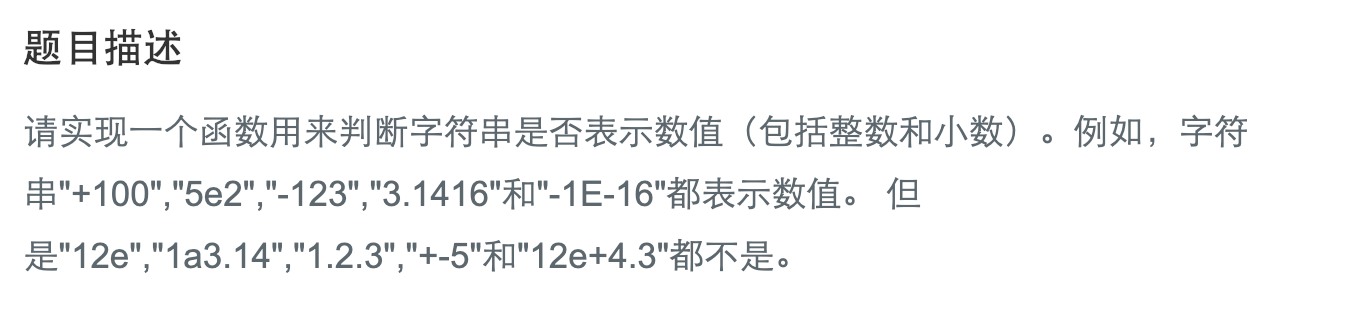 题目描述
请实现一个函数用来判断字符串是否表示数值（包括整数和小数）。例如，字符
串"+100","5e2","-123","3.1416"和"-1E-16"都表示数值。 但
是"12e","1a3.14","1.2.3","+-5"和"12e+4.3"都不是。